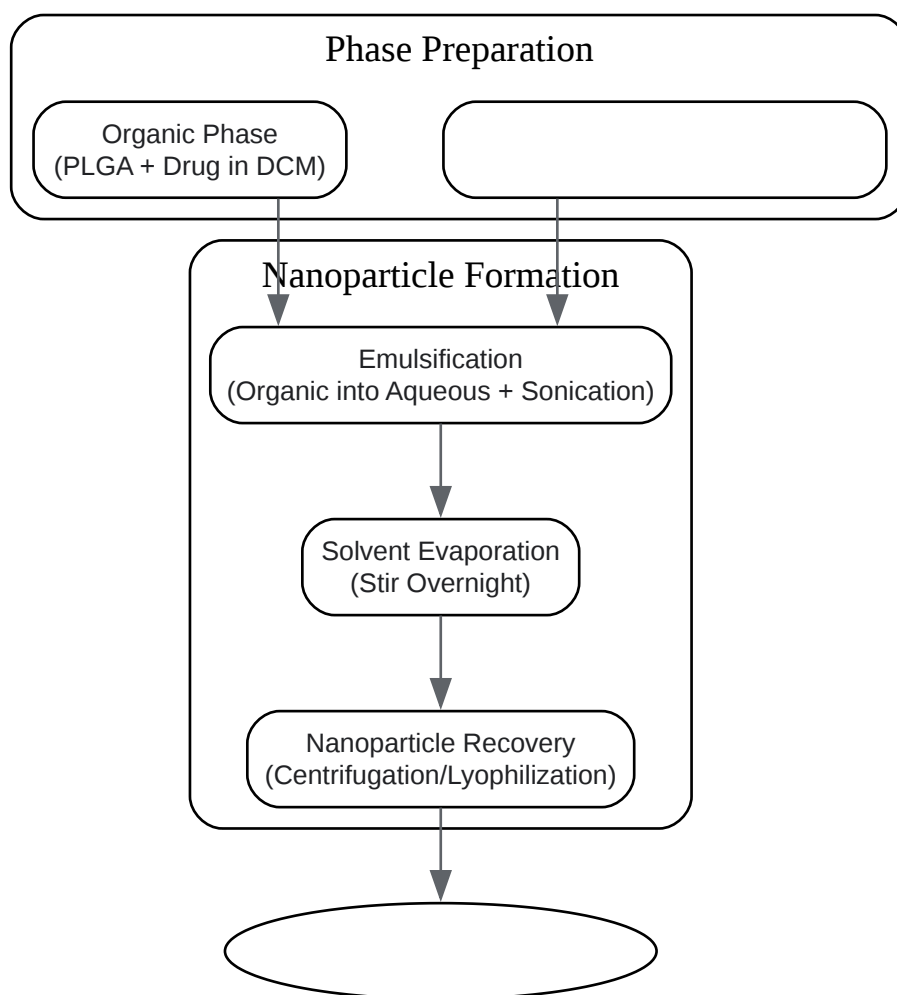 Phase Preparation
Organic Phase
(PLGA + Drug in DCM)
Nanoparticle Formation
Emulsification
(Organic into Aqueous + Sonication)
Solvent Evaporation
(Stir Overnight)
Nanoparticle Recovery
(Centrifugation/Lyophilization)